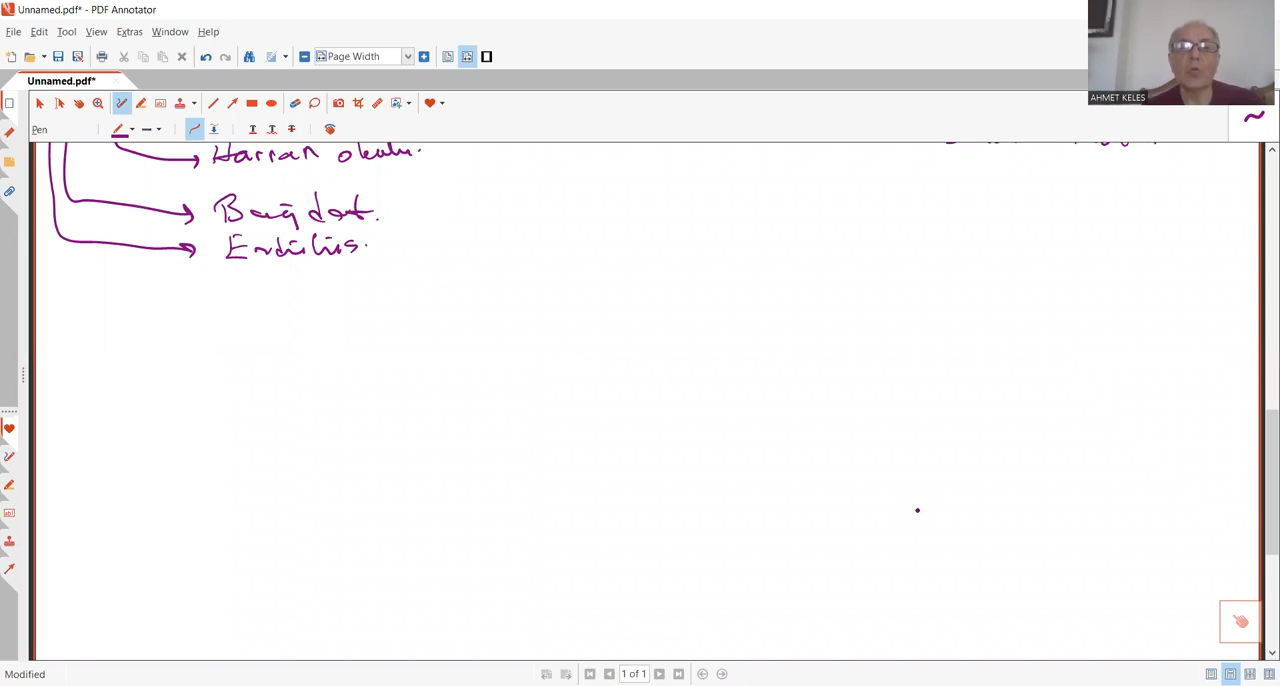 Unnamed.pdf* - PDF Annotator
File Edit Tool View Extras Window Help
Page Width
Unnamed.pdf*
AHMET KELES
Pen
Harran okulu.
Bağdat.
Endülüs.
Modified
1 of 1